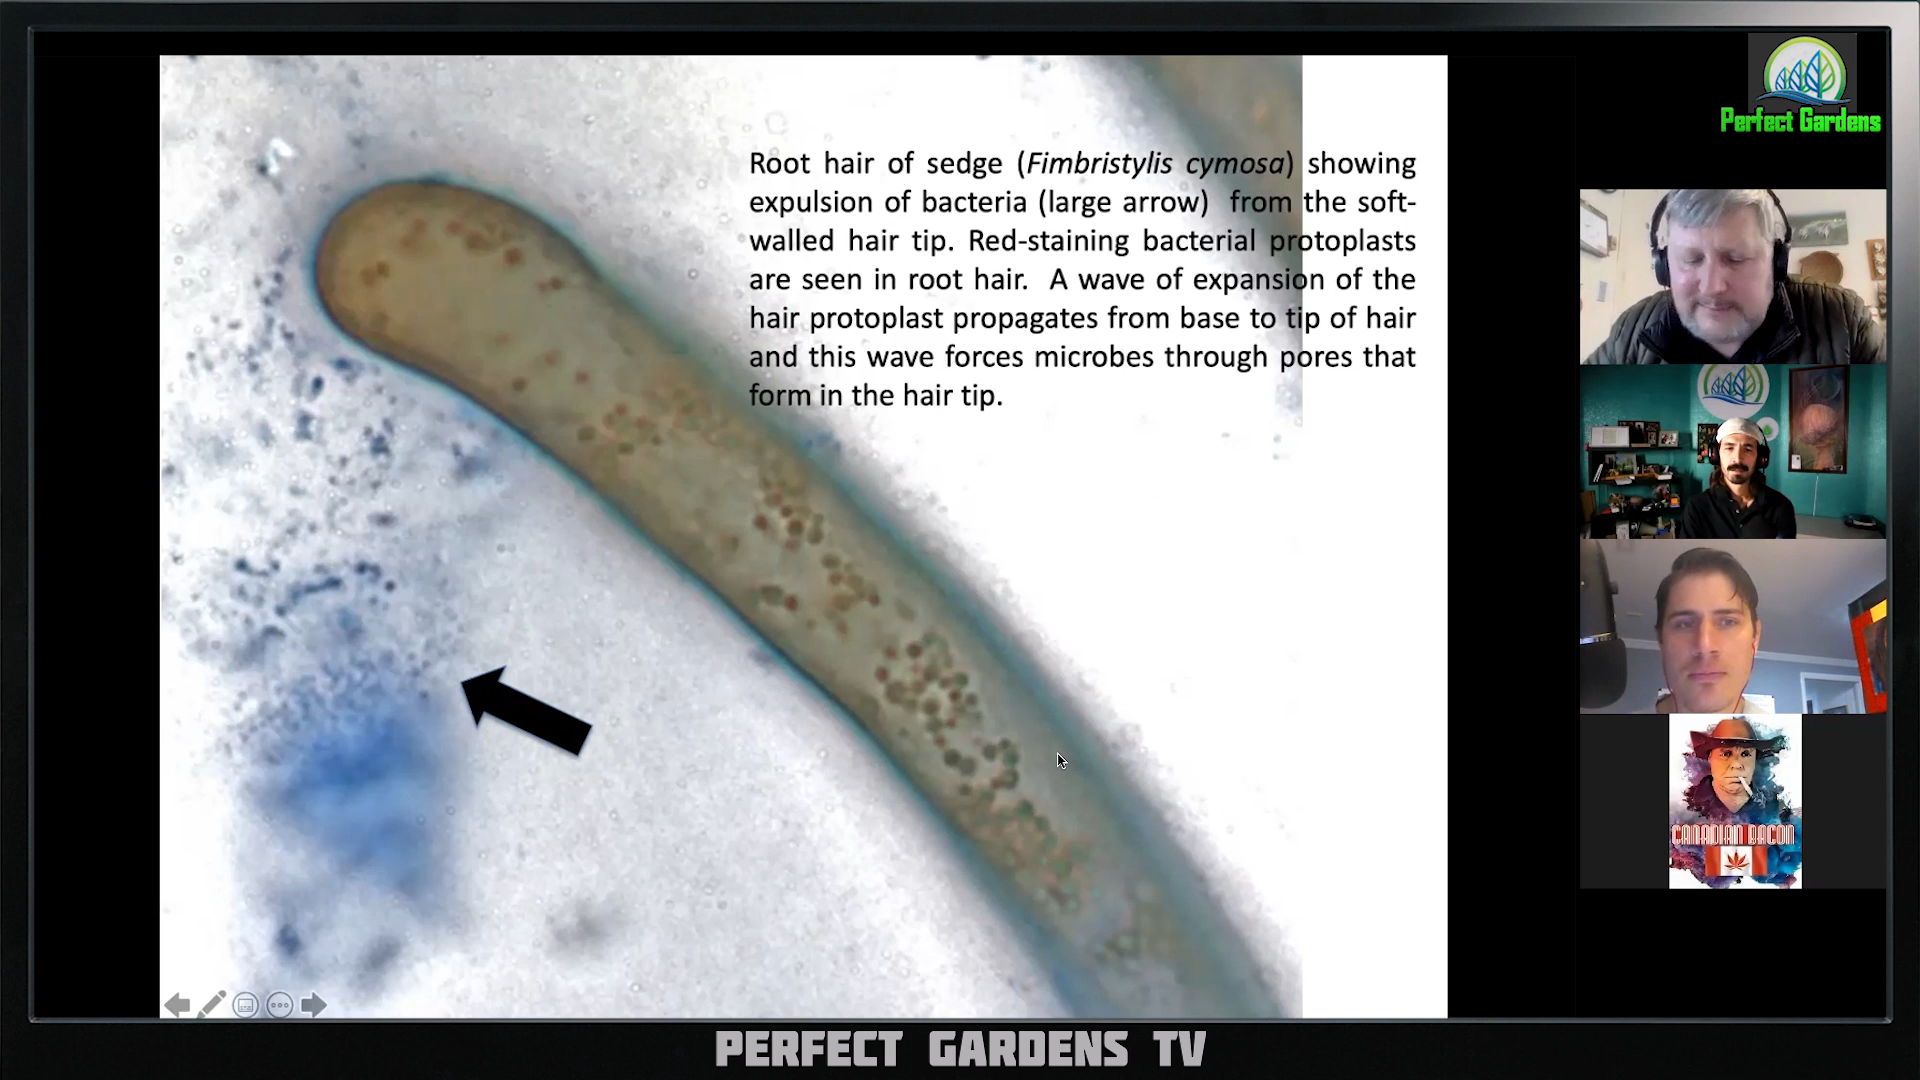 Perfect Gardens
Root hair of sedge (Fimbristylis cymosa) showing
expulsion of bacteria (large arrow) from the soft-
walled hair tip. Red-staining bacterial protoplasts
are seen in root hair. A wave of expansion of the
hair protoplast propagates from base to tip of hair
and this wave forces microbes through pores that
form in the hair tip.
CANADIAN BACON
PERFECT GARDENS TV